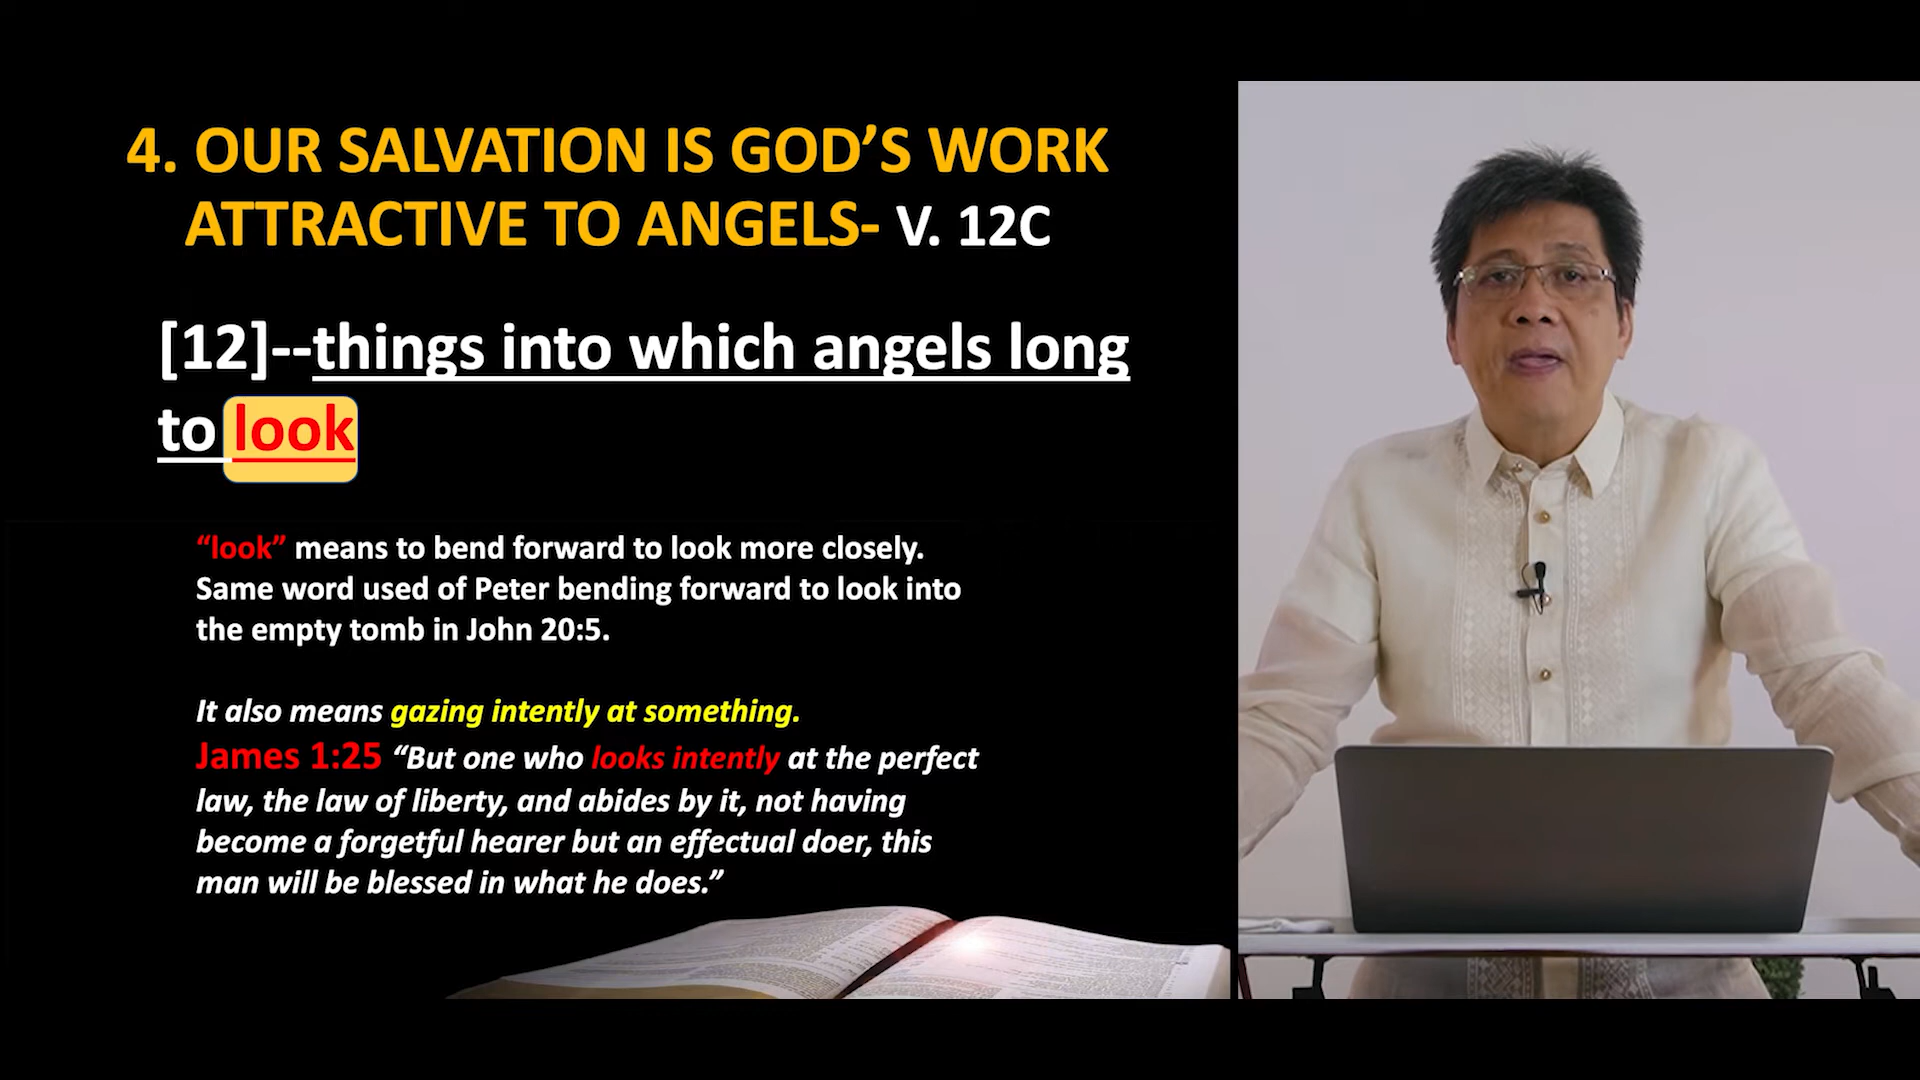 4. OUR SALVATION IS GOD’S WORK
ATTRACTIVE TO ANGELS- V. 12C
[12]--things into which angels long
to look
“look” means to bend forward to look more closely.
Same word used of Peter bending forward to look into
the empty tomb in John 20:5.
It also means gazing intently at something.
James 1:25 “But one who looks intently at the perfect
law, the law of liberty, and abides by it, not having
become a forgetful hearer but an effectual doer, this
man will be blessed in what he does.”